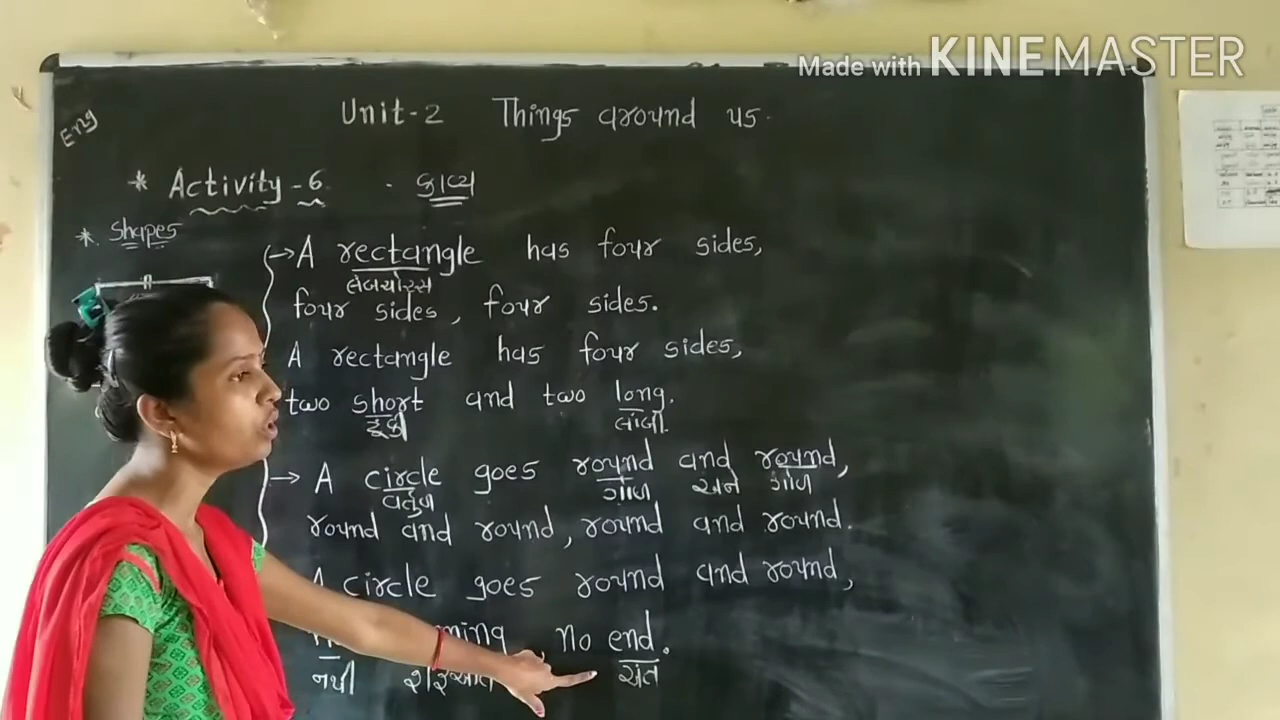 Made with KINEMASTER
Eng
Unit-2 Things around us.
* Activity-6 . કાવ્ય
* Shapes
→ A rectangle has four sides,
લંબચોરસ
four sides, four sides.
A rectangle has four sides,
two short and two long.
ટૂંકી લાંબી
→ A circle goes round and round,
વર્તુળ ગોળ અને ગોળ
round and round, round and round.
A circle goes round and round,
, no end.
નથી શરૂઆત અંત